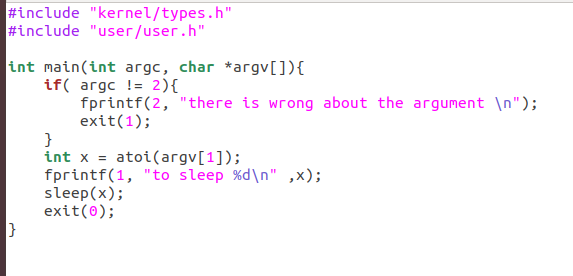 #include "kernel/types.h"
#include "user/user.h"

int main(int argc, char *argv[]){
    if( argc != 2){
        fprintf(2, "there is wrong about the argument \n");
        exit(1);
    }
    int x = atoi(argv[1]);
    fprintf(1, "to sleep %d\n" ,x);
    sleep(x);
    exit(0);
}